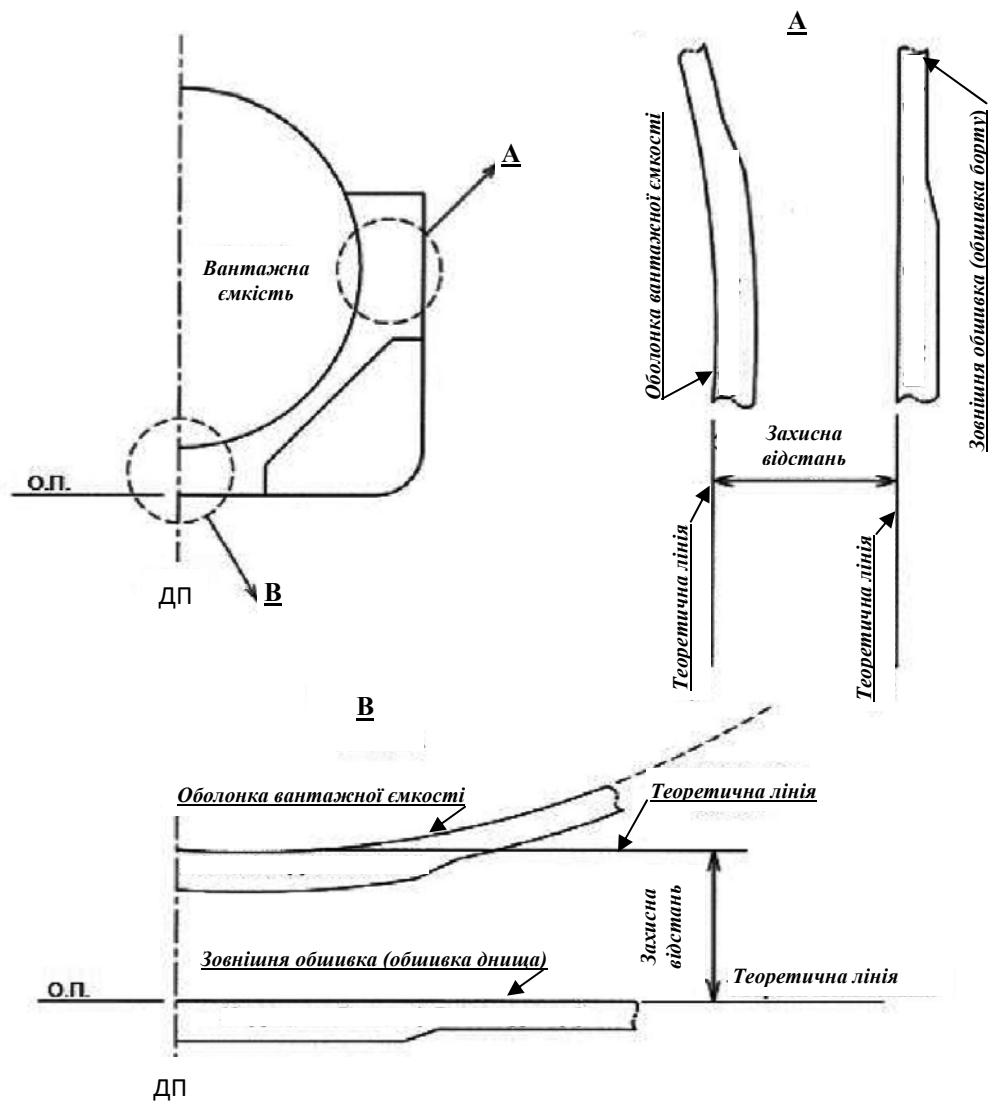 A
A
Вантажна
ємкість
О.П.
ДП
B
Оболонка вантажної ємкості
Зовнішня обшивка (обшивка борту)
Захисна
відстань
Теоретична лінія
Теоретична лінія
B
Оболонка вантажної ємкості
Теоретична лінія
Захисна
відстань
Зовнішня обшивка (обшивка днища)
О.П.
Теоретична лінія
ДП